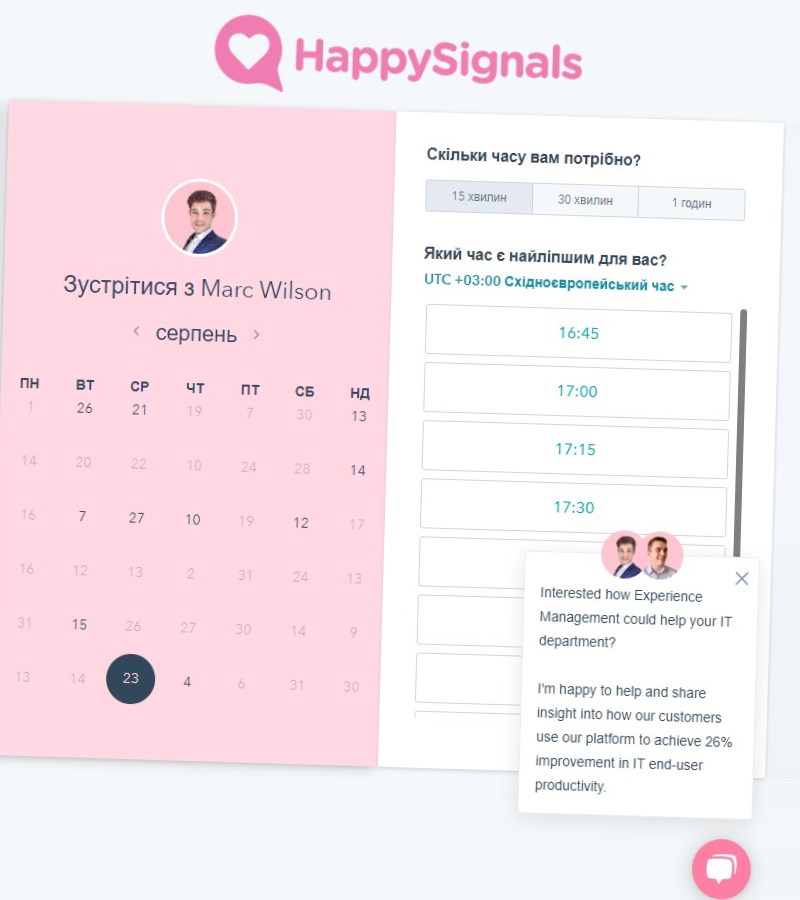 HappySignals
Зустрітися з Marc Wilson
серпень
ПН ВТ СР ЧТ ПТ СБ НД
1 26 21 19 7 30 13
14 20 22 10 24 28 14
16 7 27 10 19 12 17
16 12 13 2 31 24 13
31 15 26 27 30 14 9
13 14 23 4 6 31 30
Скільки часу вам потрібно?
15 хвилин 30 хвилин 1 годин
Який час є найліпшим для вас?
UTC +03:00 Східноєвропейський час
16:45
17:00
17:15
17:30
Interested how Experience
Management could help your IT
department?
I'm happy to help and share
insight into how our customers
use our platform to achieve 26%
improvement in IT end-user
productivity.